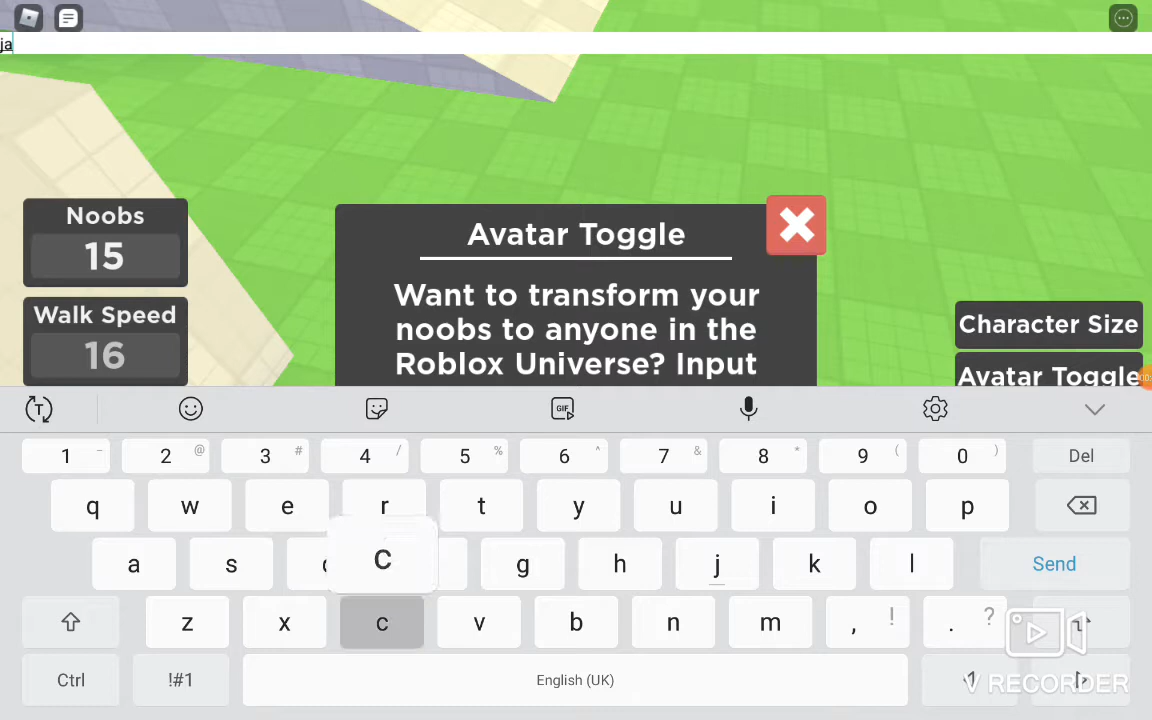 ja
Noobs
15
Walk Speed
16
Avatar Toggle
Want to transform your
noobs to anyone in the
Roblox Universe? Input
Character Size
Avatar Toggle
00:
T
GIF
1 - 2 @ 3 # 4 / 5 % 6 ^ 7 & 8 * 9 ( 0 ) Del
q w e r t y u i o p
a s c g h j k l Send
z x c v b n m , ! . ?
Ctrl !#1 English (UK)
V RECORDER